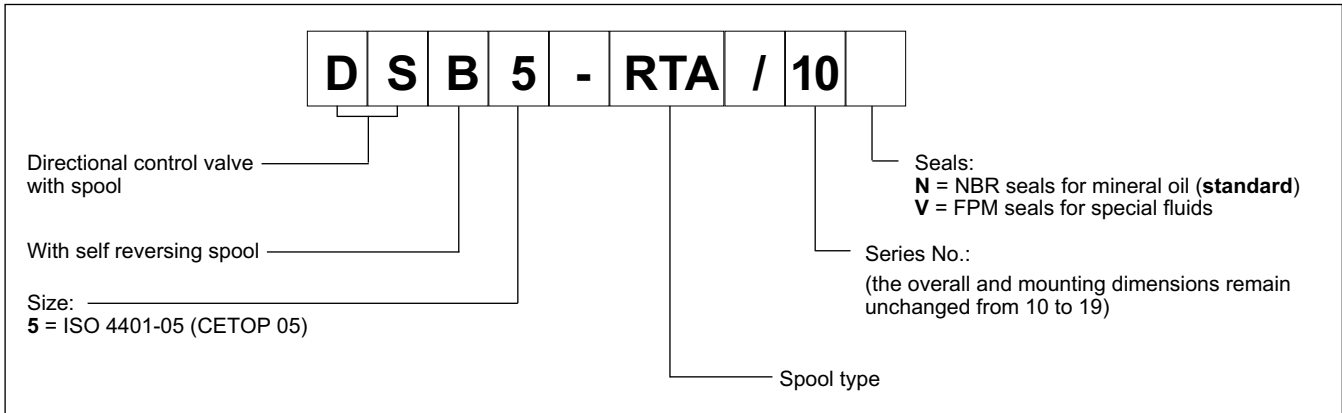 D S B 5 - RTA / 10
Directional control valve
with spool
With self reversing spool
Size:
5 = ISO 4401-05 (CETOP 05)
Seals:
N = NBR seals for mineral oil (standard)
V = FPM seals for special fluids
Series No.:
(the overall and mounting dimensions remain
unchanged from 10 to 19)
Spool type